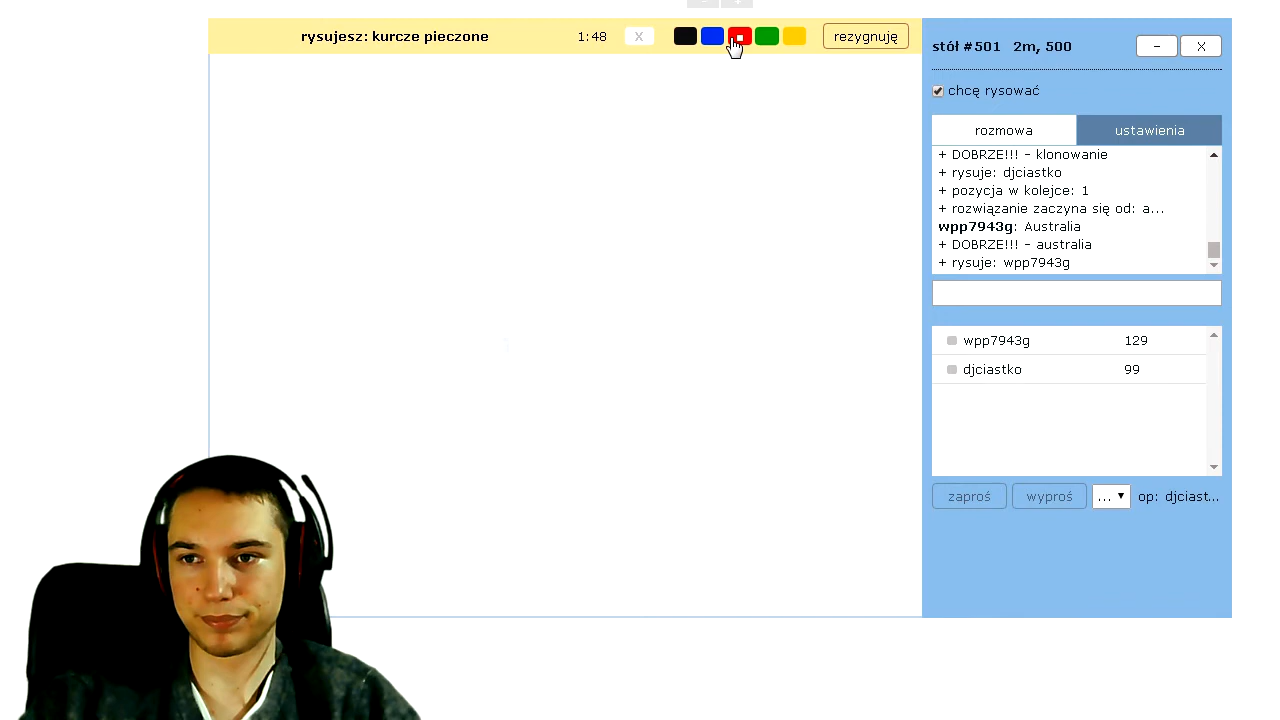 rysujesz: kurcze pieczone 1:48 X rezygnuję
stół #501 2m, 500 – X
chcę rysować
rozmowa ustawienia
+ DOBRZE!!! – klonowanie
+ rysuje: djciastko
+ pozycja w kolejce: 1
+ rozwiązanie zaczyna się od: a...
wpp7943g: Australia
+ DOBRZE!!! – australia
+ rysuje: wpp7943g
wpp7943g 129
djciastko 99
zaproś wyproś ... op: djciast...